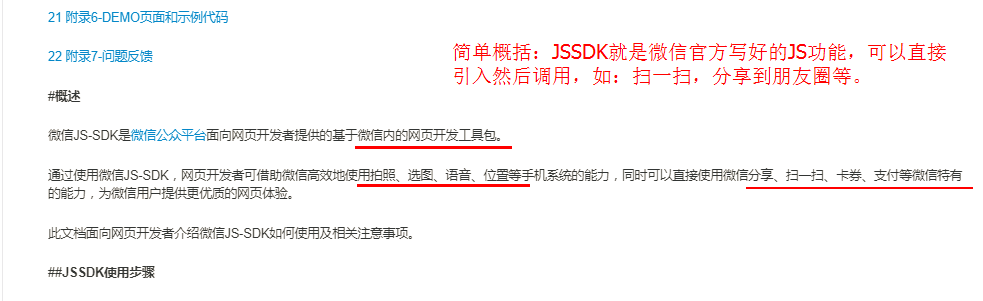 21 附录6-DEMO页面和示例代码
22 附录7-问题反馈
简单概括：JSSDK就是微信官方写好的JS功能，可以直接
引入然后调用，如：扫一扫，分享到朋友圈等。
#概述
微信JS-SDK是微信公众平台面向网页开发者提供的基于微信内的网页开发工具包。
通过使用微信JS-SDK，网页开发者可借助微信高效地使用拍照、选图、语音、位置等手机系统的能力，同时可以直接使用微信分享、扫一扫、卡券、支付等微信特有
的能力，为微信用户提供更优质的网页体验。
此文档面向网页开发者介绍微信JS-SDK如何使用及相关注意事项。
##JSSDK使用步骤